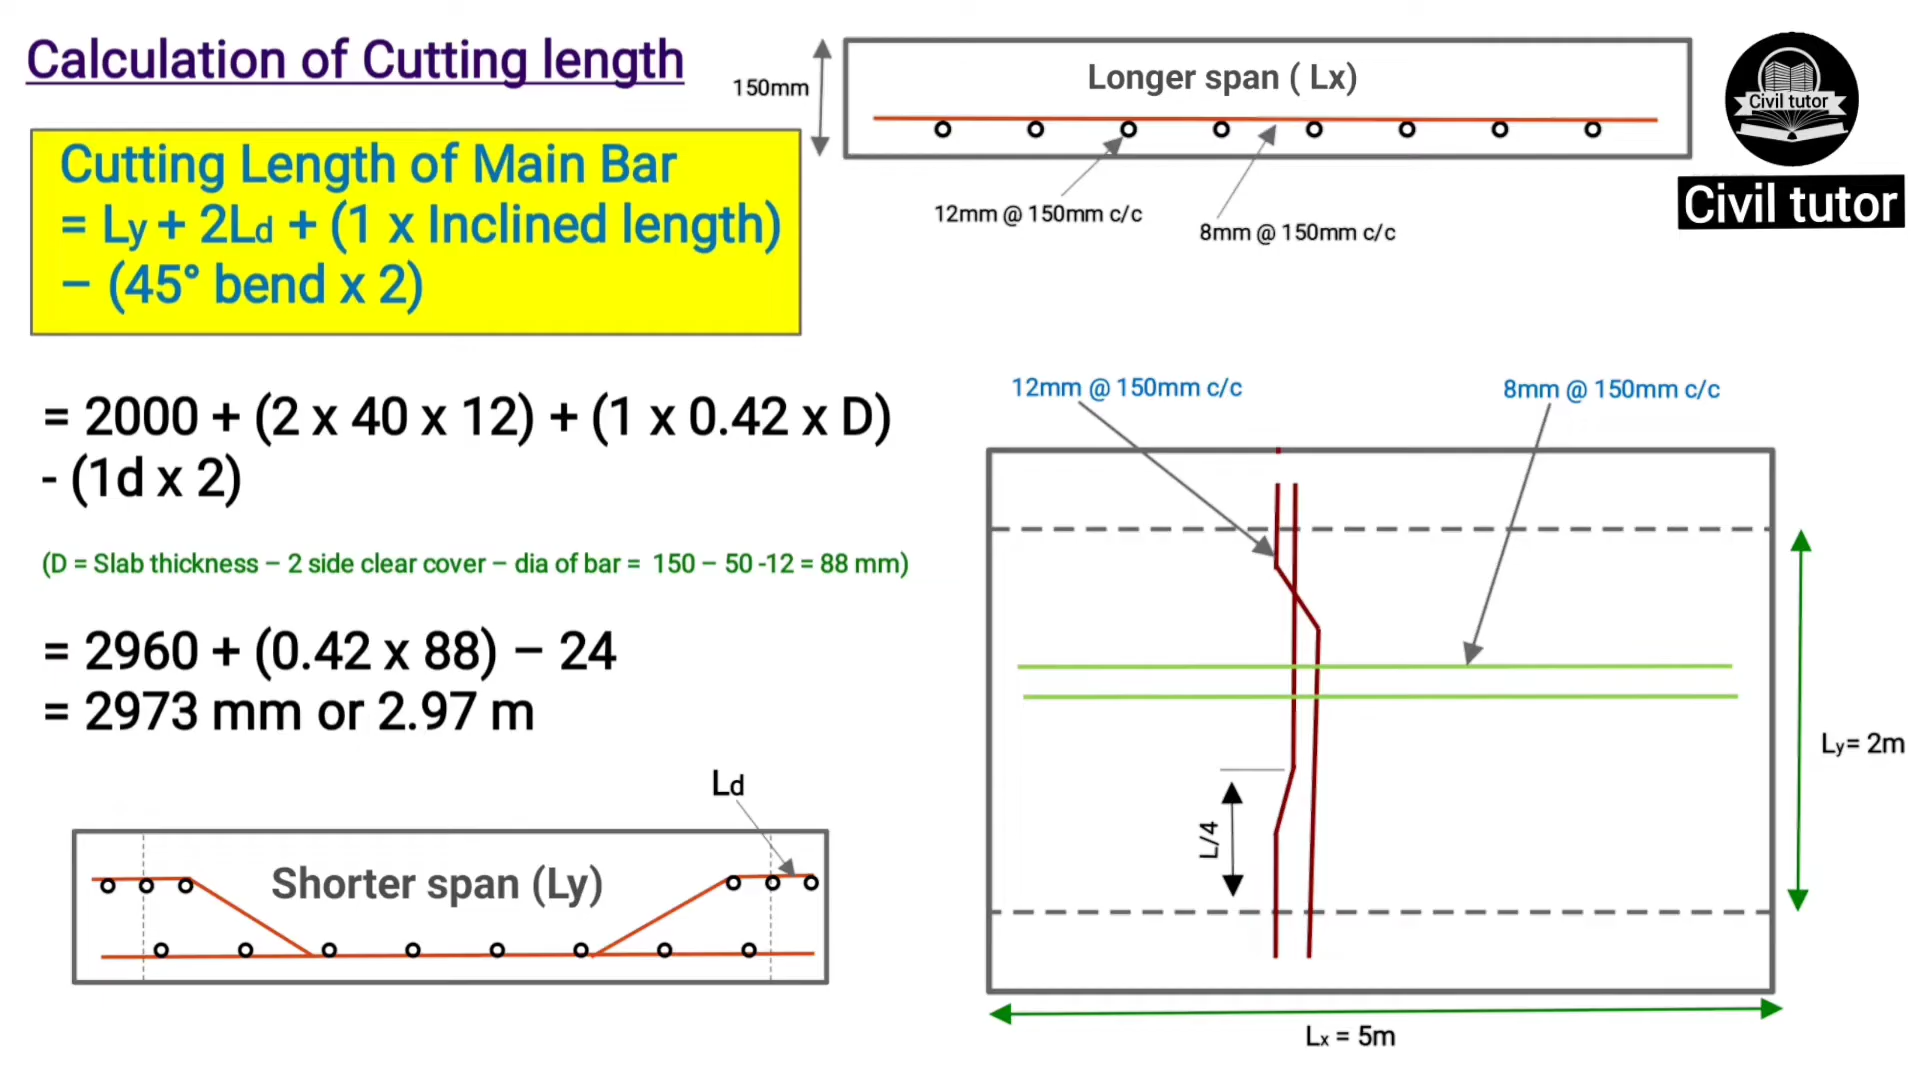 Calculation of Cutting length
150mm
Longer span ( Lx)
Civil tutor
Civil tutor
12mm @ 150mm c/c
8mm @ 150mm c/c
Cutting Length of Main Bar
= Ly + 2Ld + (1 x Inclined length)
– (45° bend x 2)
= 2000 + (2 x 40 x 12) + (1 x 0.42 x D)
- (1d x 2)
(D = Slab thickness – 2 side clear cover – dia of bar = 150 – 50 -12 = 88 mm)
= 2960 + (0.42 x 88) – 24
= 2973 mm or 2.97 m
Ld
Shorter span (Ly)
12mm @ 150mm c/c
8mm @ 150mm c/c
L/4
Ly= 2m
Lx = 5m